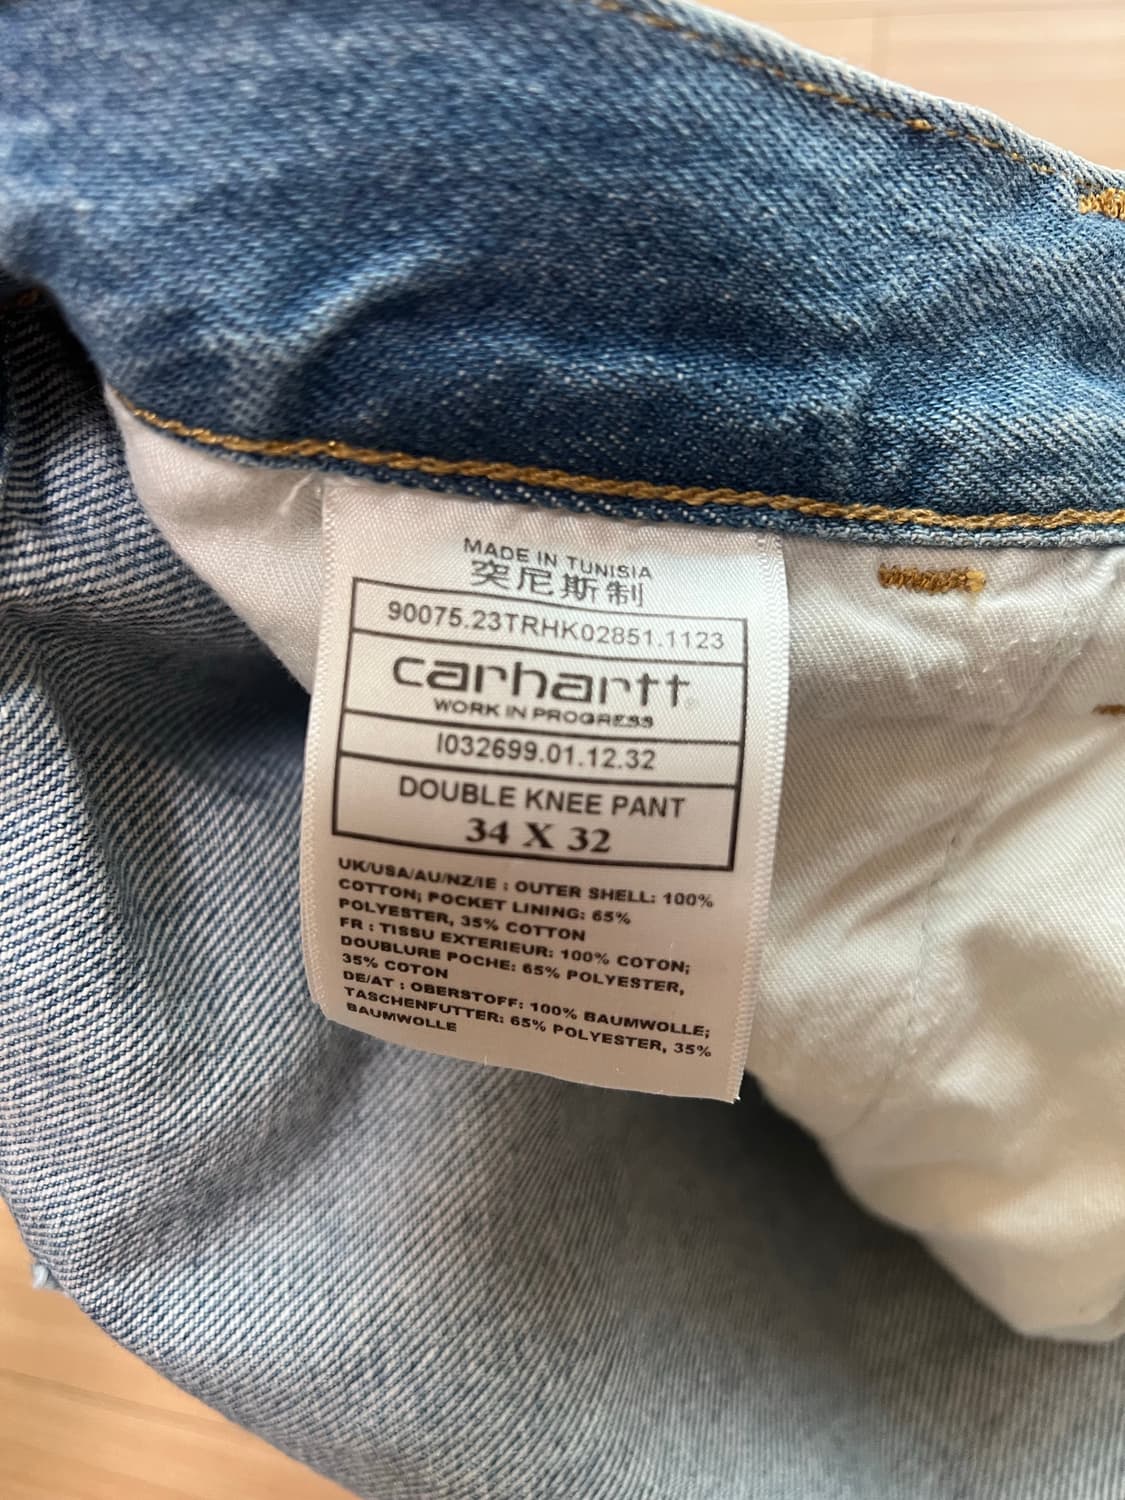 MADE IN TUNISIA
突尼斯制
90075.23TRHK02851.1123
carhartt®
WORK IN PROGRESS
I032699.01.12.32
DOUBLE KNEE PANT
34 X 32
UK/USA/AU/NZ/IE : OUTER SHELL: 100%
COTTON; POCKET LINING: 65%
POLYESTER, 35% COTTON
FR : TISSU EXTERIEUR: 100% COTON;
DOUBLURE POCHE: 65% POLYESTER,
35% COTON
DE/AT : OBERSTOFF: 100% BAUMWOLLE;
TASCHENFUTTER: 65% POLYESTER, 35%
BAUMWOLLE